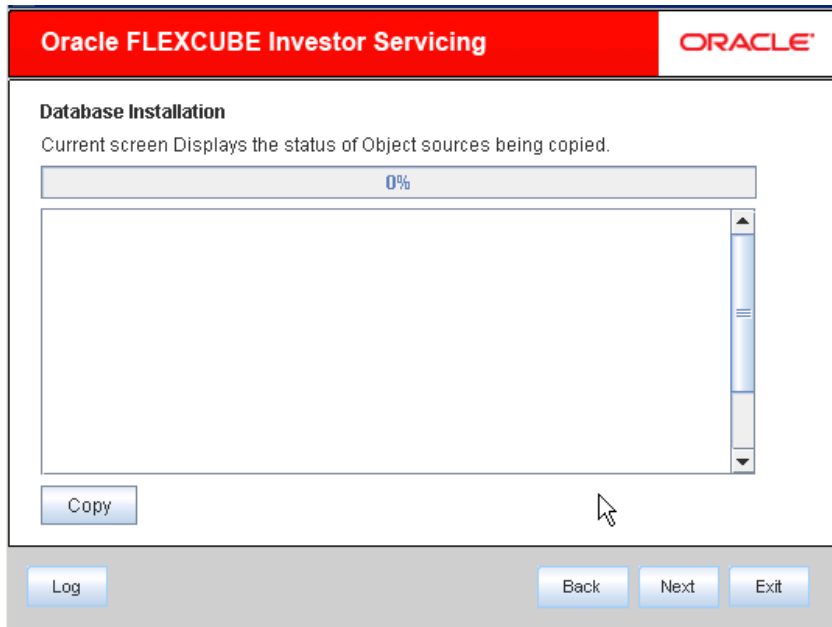 Oracle FLEXCUBE Investor Servicing
ORACLE
Database Installation
Current screen Displays the status of Object sources being copied.
0%
Copy
Log
Back
Next
Exit